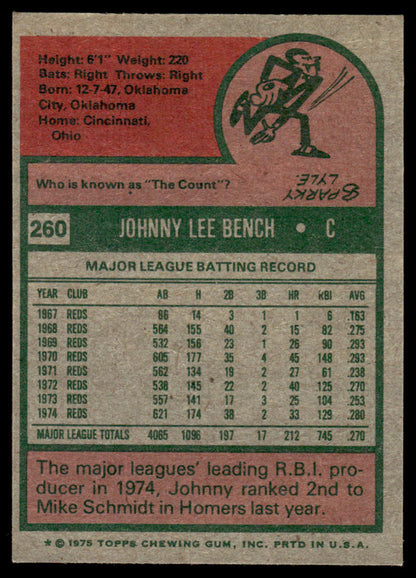 Height: 6'1" Weight: 220
Bats: Right Throws: Right
Born: 12-7-47, Oklahoma
City, Oklahoma
Home: Cincinnati,
Ohio
Who is known as "The Count"?
SPARKY
LYLE.
260 JOHNNY LEE BENCH • C
MAJOR LEAGUE BATTING RECORD
YEAR CLUB AB H 2B 3B HR RBI AVG
1967 REDS 86 14 3 1 1 6 .163
1968 REDS 564 155 40 2 15 82 .275
1969 REDS 532 156 23 1 26 90 .293
1970 REDS 605 177 35 4 45 148 .293
1971 REDS 562 134 19 2 27 61 .238
1972 REDS 538 145 22 2 40 125 .270
1973 REDS 557 141 17 3 25 104 .253
1974 REDS 621 174 38 2 33 129 .280
MAJOR LEAGUE TOTALS 4065 1096 197 17 212 745 .270
The major leagues' leading R.B.I. pro-
ducer in 1974, Johnny ranked 2nd to
Mike Schmidt in Homers last year.
* © 1975 TOPPS CHEWING GUM, INC. PRTD IN U.S.A.